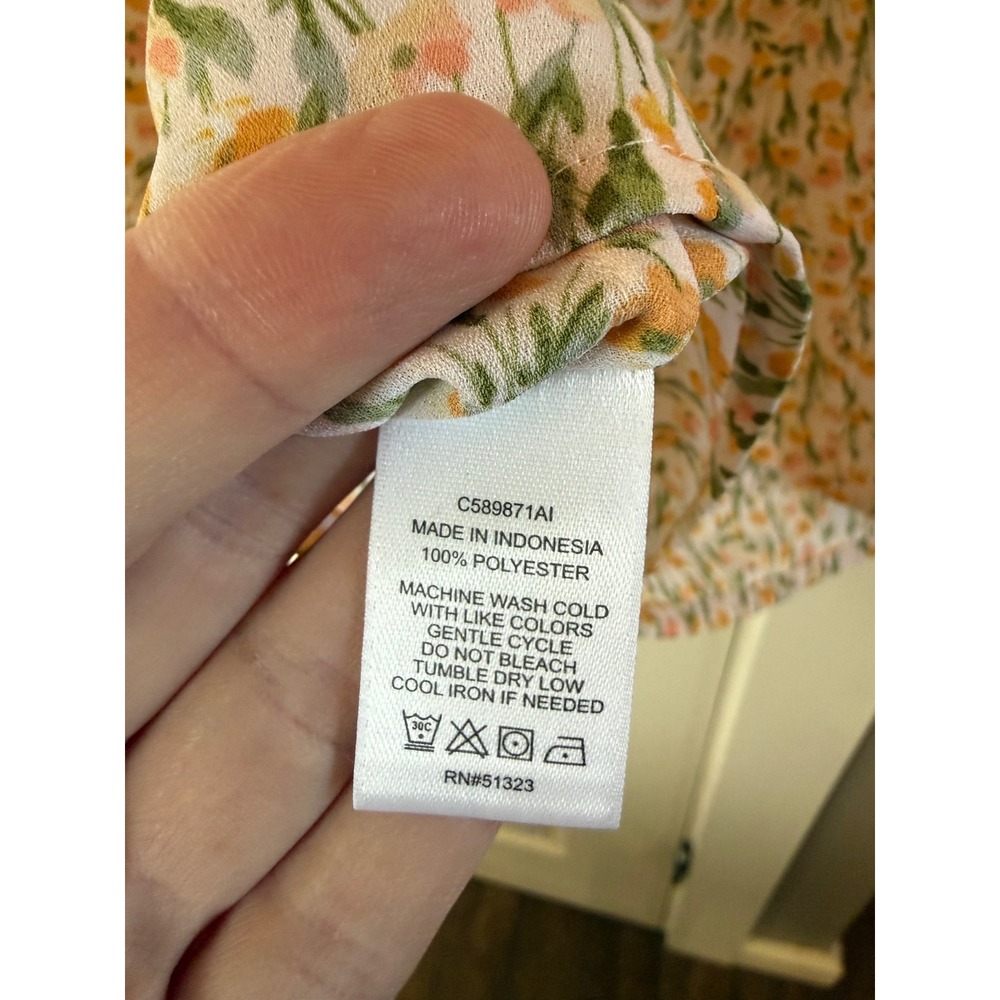 C589871AI
MADE IN INDONESIA
100% POLYESTER
MACHINE WASH COLD
WITH LIKE COLORS
GENTLE CYCLE
DO NOT BLEACH
TUMBLE DRY LOW
COOL IRON IF NEEDED
30C
RN#51323